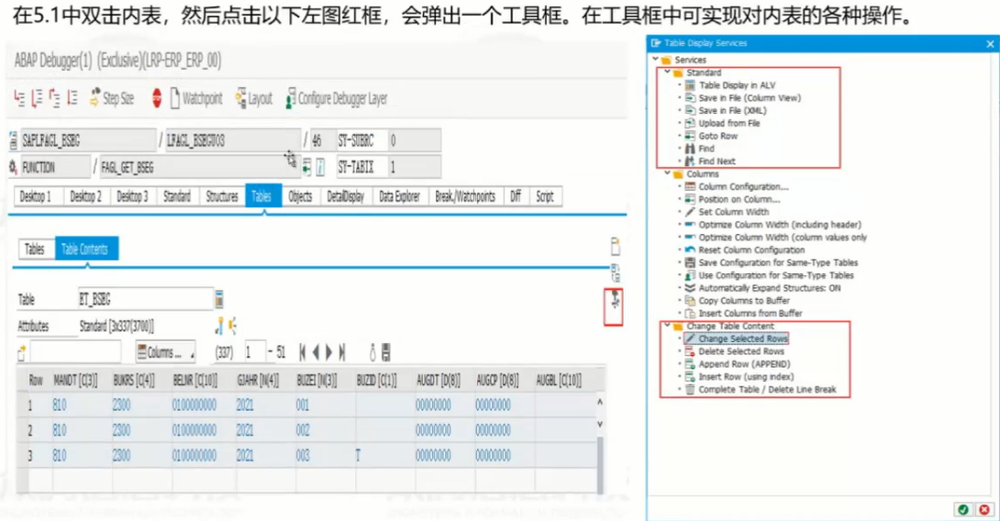 在5.1中双击内表，然后点击以下左图红框，会弹出一个工具框。在工具框中可实现对内表的各种操作。
ABAP Debugger(1) (Exclusive)(LRP-ERP_ERP_00)
Step Size Watchpoint Layout Configure Debugger Layer
SAPLFAGL_BSEG / LFAGL_BSEGU03 / 46 SY-SUBRC 0
FUNCTION / FAGL_GET_BSEG SY-TABIX 1
Desktop 1 Desktop 2 Desktop 3 Standard Structures Tables Objects DetailDisplay Data Explorer Break./Watchpoints Diff Script
Tables Table Contents
Table ET_BSEG
Attributes Standard [3x337(3700)]
Columns ... (337) 1 - 51
Row MANDT [C(3)] BUKRS [C(4)] BELNR [C(10)] GJAHR [N(4)] BUZEI [N(3)] BUZID [C(1)] AUGDT [D(8)] AUGCP [D(8)] AUGBL [C(10)]
1 810 2300 0100000000 2021 001 00000000 00000000
2 810 2300 0100000000 2021 002 00000000 00000000
3 810 2300 0100000000 2021 003 T 00000000 00000000
Table Display Services
Services
Standard
Table Display in ALV
Save in File (Column View)
Save in File (XML)
Upload from File
Goto Row
Find
Find Next
Columns
Column Configuration...
Position on Column...
Set Column Width
Optimize Column Width (including header)
Optimize Column Width (column values only
Reset Column Configuration
Save Configuration for Same-Type Tables
Use Configuration for Same-Type Tables
Automatically Expand Structures: ON
Copy Columns to Buffer
Insert Columns from Buffer
Change Table Content
Change Selected Rows
Delete Selected Rows
Append Row (APPEND)
Insert Row (using index)
Complete Table / Delete Line Break